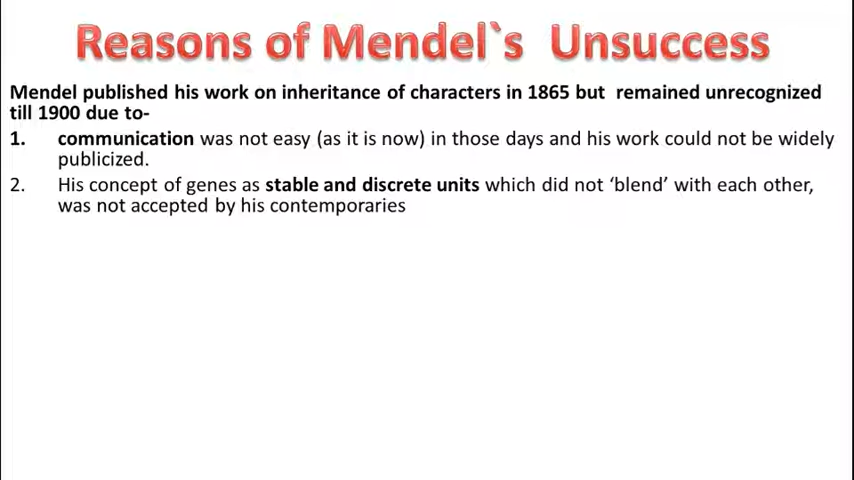 Reasons of Mendel`s Unsuccess
Mendel published his work on inheritance of characters in 1865 but remained unrecognized
till 1900 due to-
1. communication was not easy (as it is now) in those days and his work could not be widely
publicized.
2. His concept of genes as stable and discrete units which did not ‘blend’ with each other,
was not accepted by his contemporaries